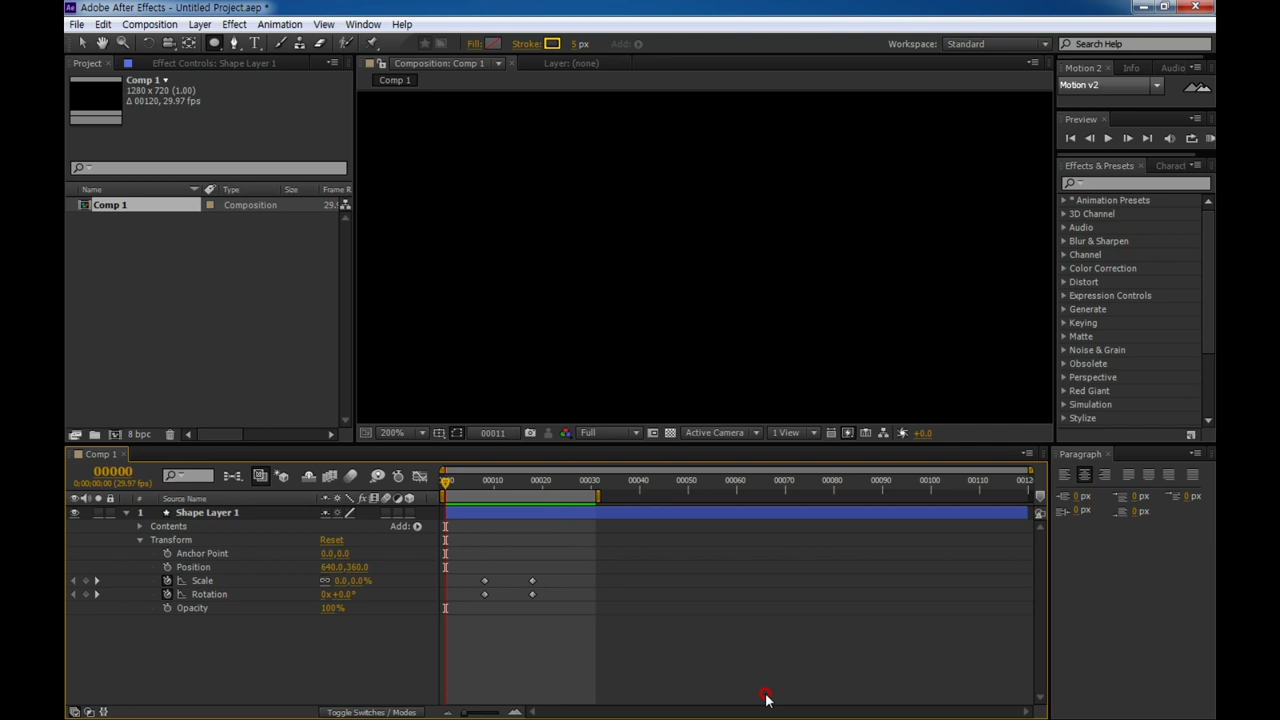 Adobe After Effects - Untitled Project.aep *
File Edit Composition Layer Effect Animation View Window Help
Fill: Stroke: 5 px Add:
Workspace: Standard
Search Help
Project
Effect Controls: Shape Layer 1
Composition: Comp 1
Layer: (none)
Motion 2 Info Audio
Comp 1
1280 x 720 (1.00)
Δ 00120, 29.97 fps
Comp 1
Motion v2
Preview
Effects & Presets
Charact
Name Type Size Frame R
Comp 1 Composition 29.
* Animation Presets
3D Channel
Audio
Blur & Sharpen
Channel
Color Correction
Distort
Expression Controls
Generate
Keying
Matte
Noise & Grain
Obsolete
Perspective
Red Giant
Simulation
Stylize
8 bpc
200% 00011 Full Active Camera 1 View +0.0
Comp 1
Paragraph
00000
0;00;00;00 (29.97 fps)
00010 00020 00030 00040 00050 00060 00070 00080 00090 00100 00110 0012
# Source Name
1 Shape Layer 1
Contents Add:
Transform Reset
Anchor Point 0.0,0.0
Position 640.0,360.0
Scale 0.0,0.0%
Rotation 0x+0.0°
Opacity 100%
0 px 0 px 0 px
0 px 0 px
Toggle Switches / Modes